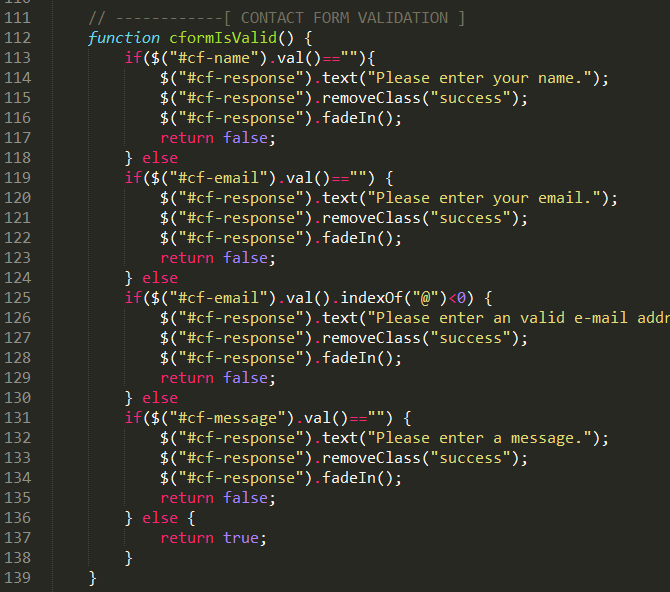 111 // ------------[ CONTACT FORM VALIDATION ]
112 function cformIsValid() {
113 if($("#cf-name").val()==""){
114 $("#cf-response").text("Please enter your name.");
115 $("#cf-response").removeClass("success");
116 $("#cf-response").fadeIn();
117 return false;
118 } else
119 if($("#cf-email").val()=="") {
120 $("#cf-response").text("Please enter your email.");
121 $("#cf-response").removeClass("success");
122 $("#cf-response").fadeIn();
123 return false;
124 } else
125 if($("#cf-email").val().indexOf("@")<0) {
126 $("#cf-response").text("Please enter an valid e-mail addr
127 $("#cf-response").removeClass("success");
128 $("#cf-response").fadeIn();
129 return false;
130 } else
131 if($("#cf-message").val()=="") {
132 $("#cf-response").text("Please enter a message.");
133 $("#cf-response").removeClass("success");
134 $("#cf-response").fadeIn();
135 return false;
136 } else {
137 return true;
138 }
139 }